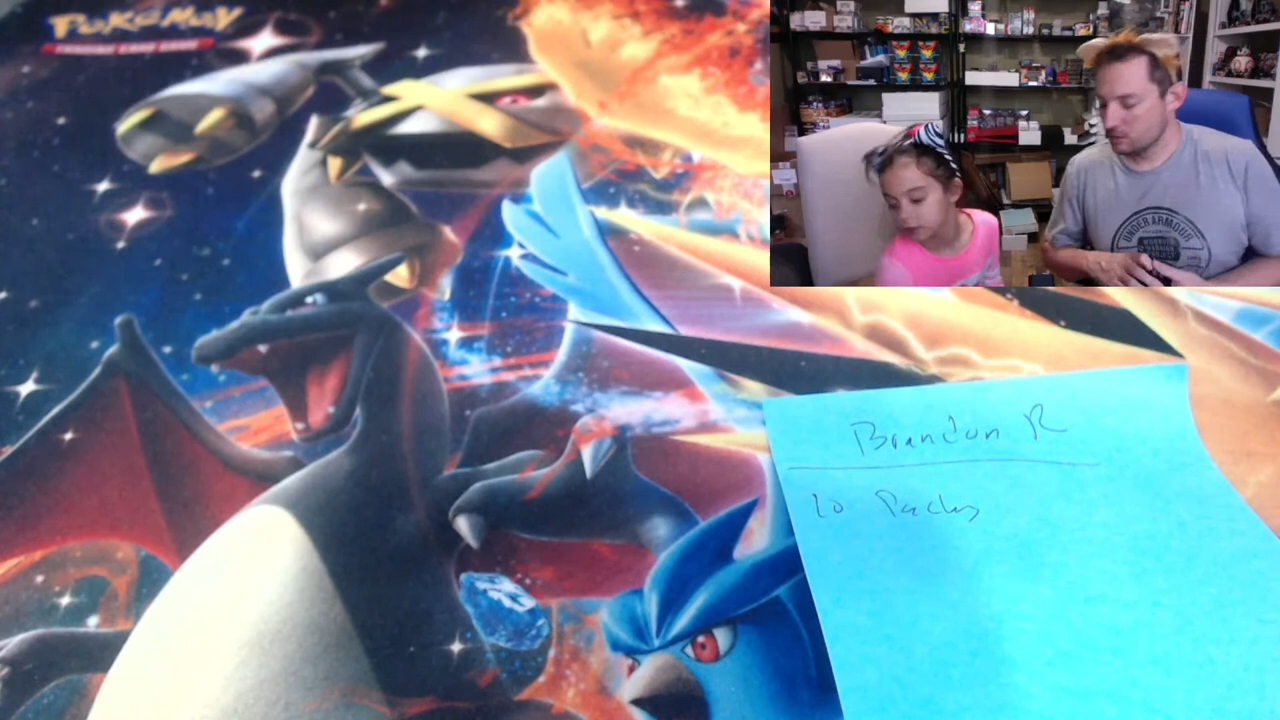 POKéMON
TRADING CARD GAME
UNDER ARMOUR
Brandon R
10 Packs